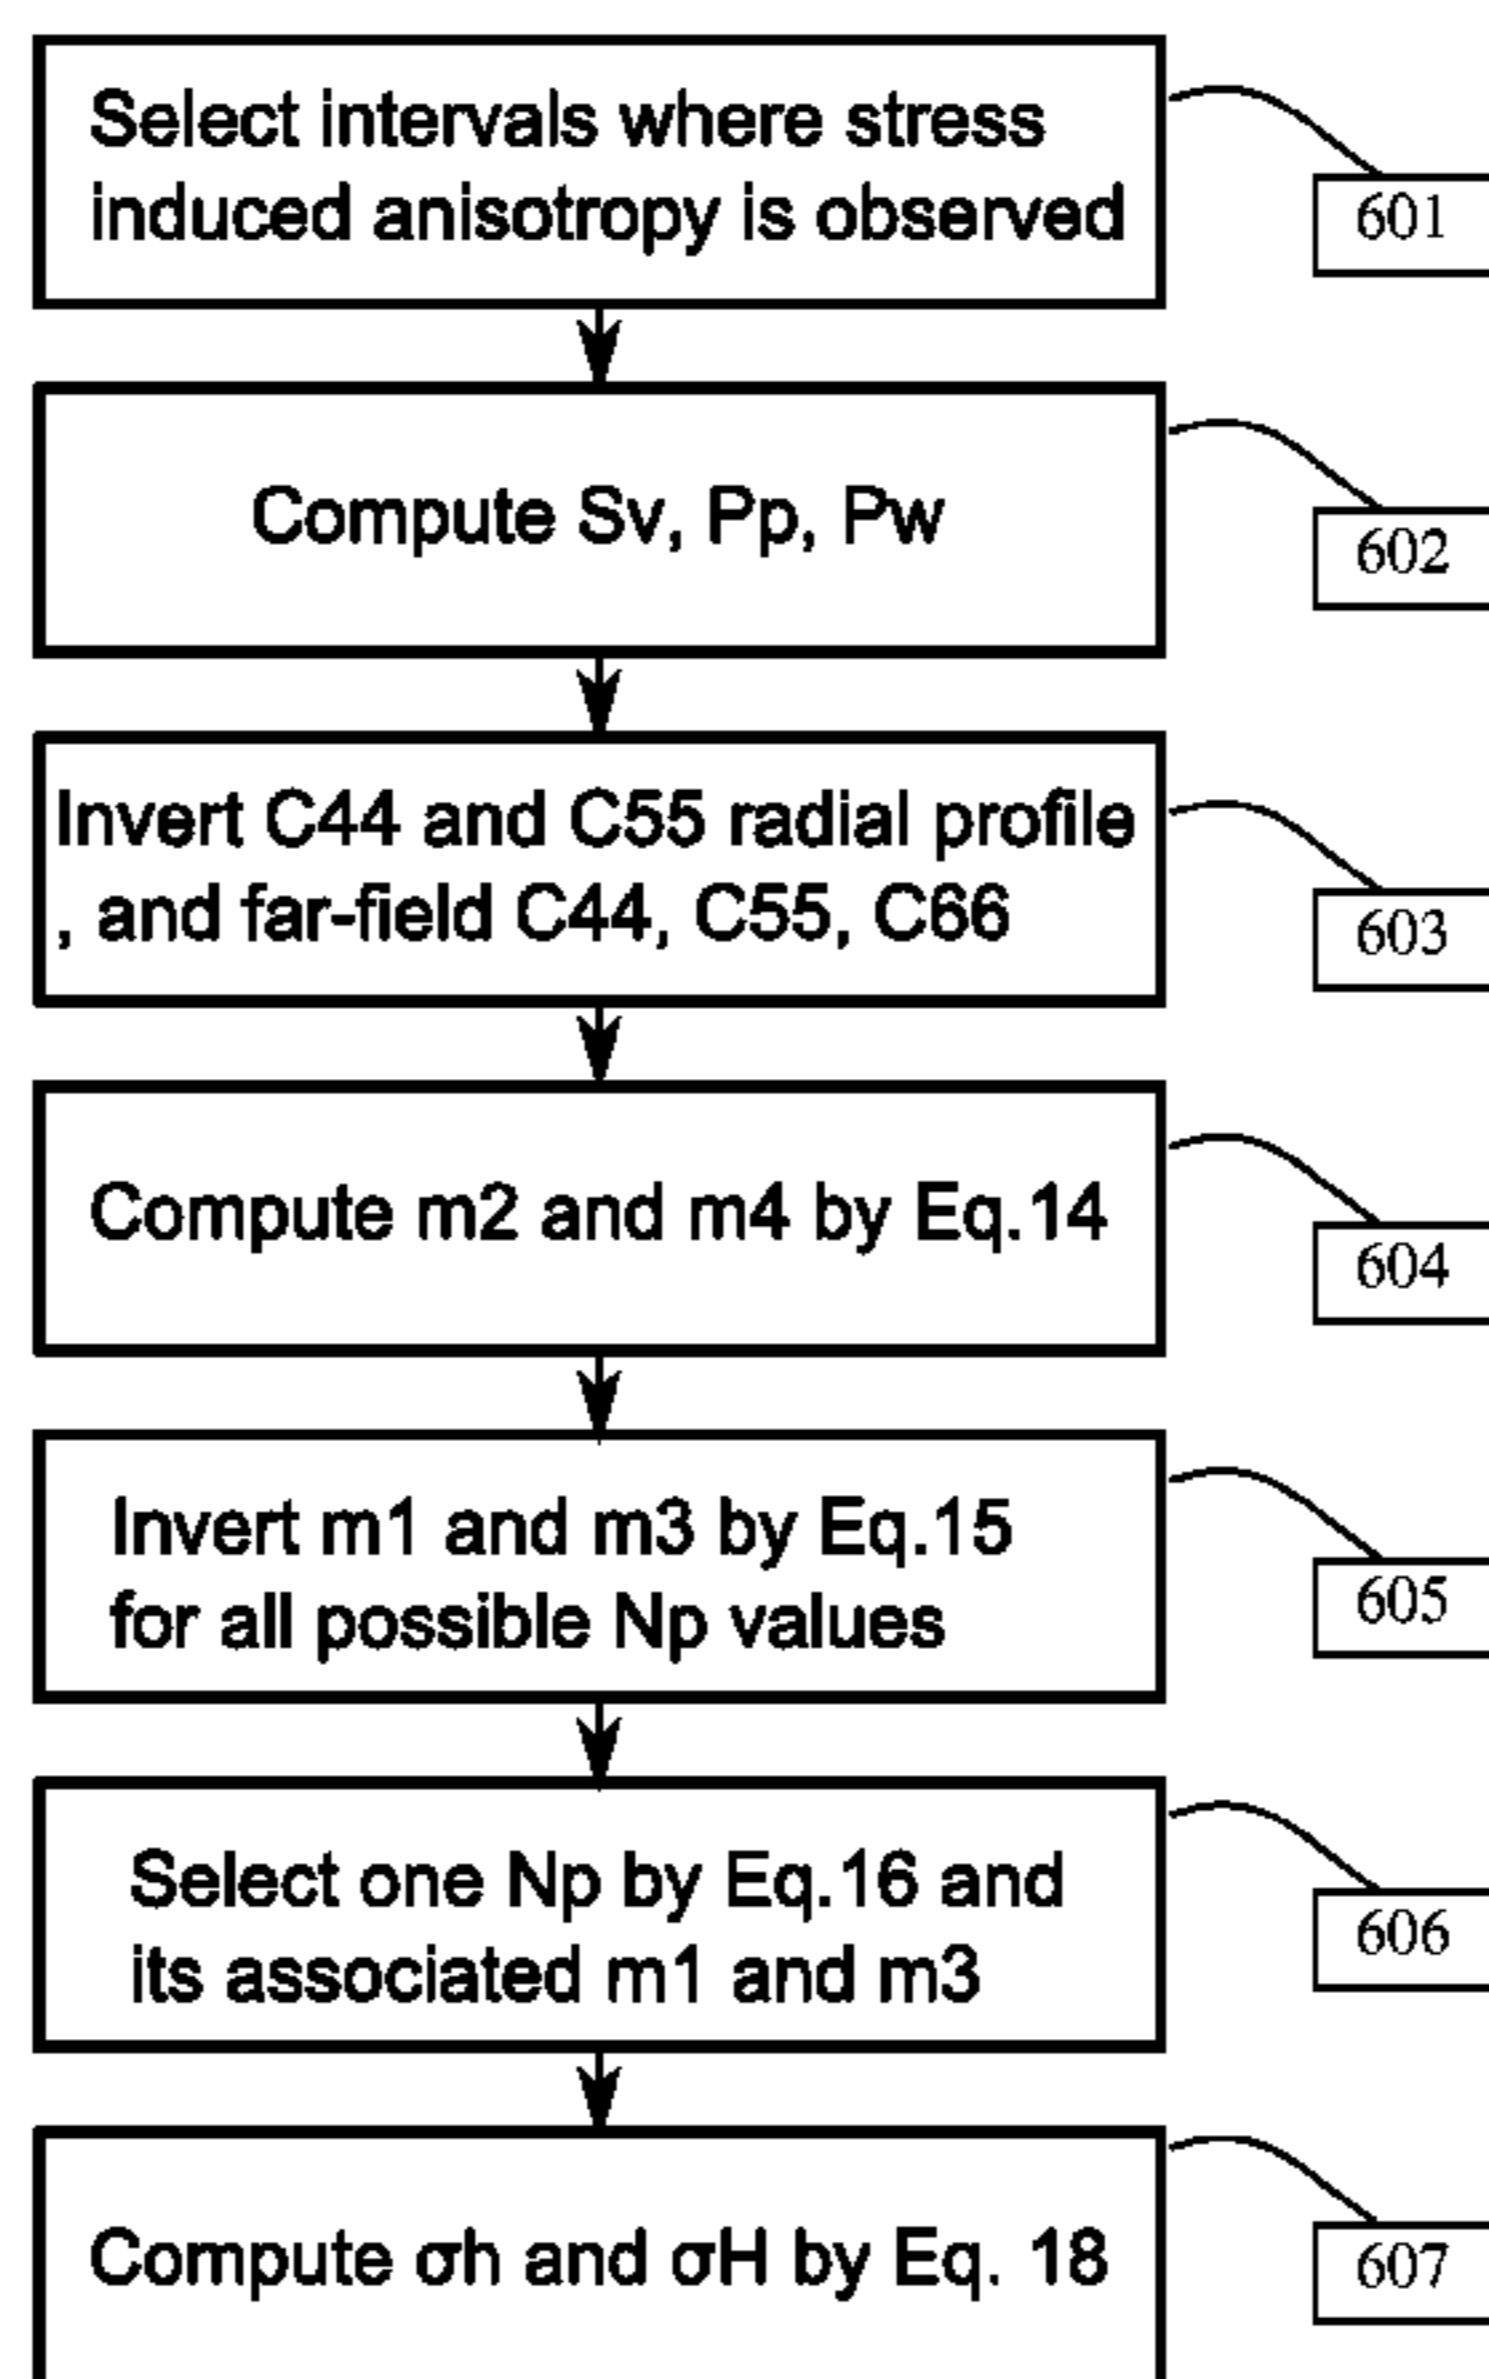 Select intervals where stress
induced anisotropy is observed
601
Compute Sv, Pp, Pw
602
Invert C44 and C55 radial profile
, and far-field C44, C55, C66
603
Compute m2 and m4 by Eq.14
604
Invert m1 and m3 by Eq.15
for all possible Np values
605
Select one Np by Eq.16 and
its associated m1 and m3
606
Compute σh and σH by Eq. 18
607